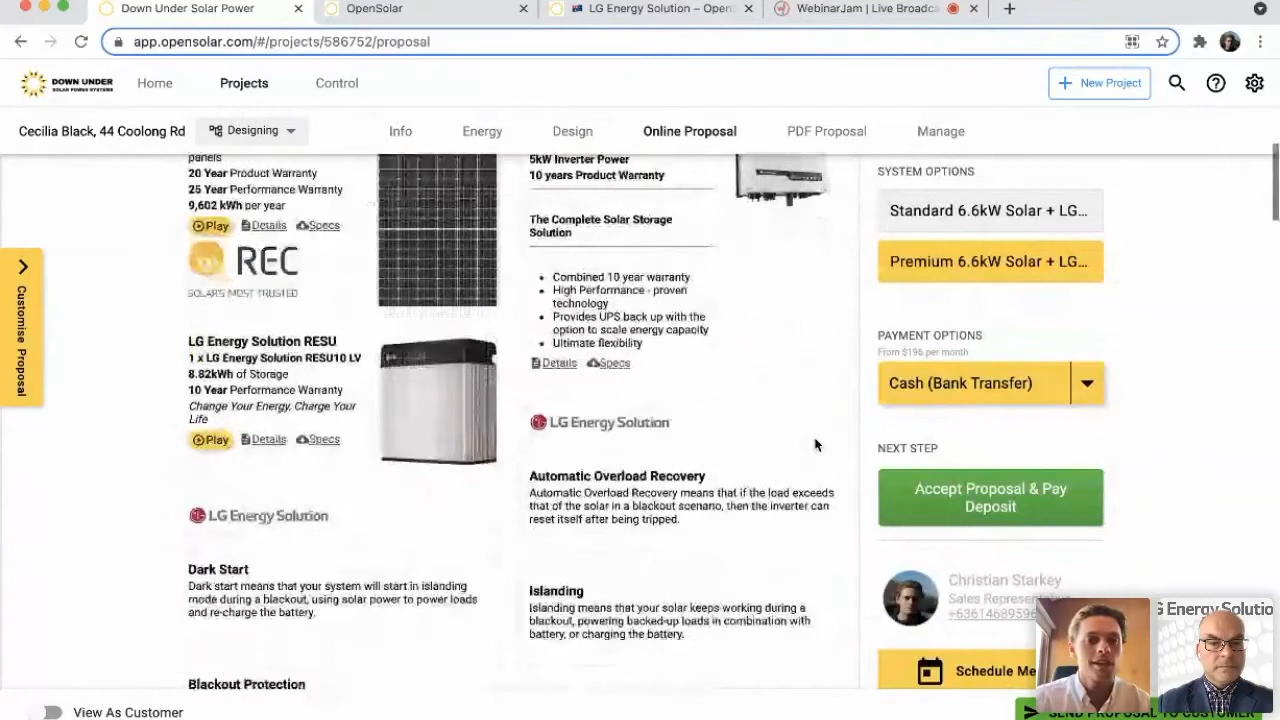 Down Under Solar Power
OpenSolar
LG Energy Solution – Open
WebinarJam | Live Broadca
app.opensolar.com/#/projects/586752/proposal
DOWN UNDER
SOLAR POWER SYSTEMS
Home
Projects
Control
New Project
Cecilia Black, 44 Coolong Rd
Designing
Info
Energy
Design
Online Proposal
PDF Proposal
Manage
Customise Proposal
panels
20 Year Product Warranty
25 Year Performance Warranty
9,602 kWh per year
Play Details Specs
REC
SOLAR'S MOST TRUSTED
LG Energy Solution RESU
1 x LG Energy Solution RESU10 LV
8.82kWh of Storage
10 Year Performance Warranty
Change Your Energy, Charge Your
Life
Play Details Specs
LG Energy Solution
Dark Start
Dark start means that your system will start in islanding
mode during a blackout, using solar power to power loads
and re-charge the battery.
Blackout Protection
5kW Inverter Power
10 years Product Warranty
The Complete Solar Storage
Solution
• Combined 10 year warranty
• High Performance - proven
technology
• Provides UPS back up with the
option to scale energy capacity
• Ultimate flexibility
Details Specs
LG Energy Solution
Automatic Overload Recovery
Automatic Overload Recovery means that if the load exceeds
that of the solar in a blackout scenario, then the inverter can
reset itself after being tripped.
Islanding
Islanding means that your solar keeps working during a
blackout, powering backed-up loads in combination with
battery, or charging the battery.
SYSTEM OPTIONS
Standard 6.6kW Solar + LG...
Premium 6.6kW Solar + LG...
PAYMENT OPTIONS
From $196 per month
Cash (Bank Transfer)
NEXT STEP
Accept Proposal & Pay
Deposit
Christian Starkey
Sales Represent
+6361468959
Schedule Me
G Energy Solutio
View As Customer
SEND PROPOSAL TO CUSTOMER